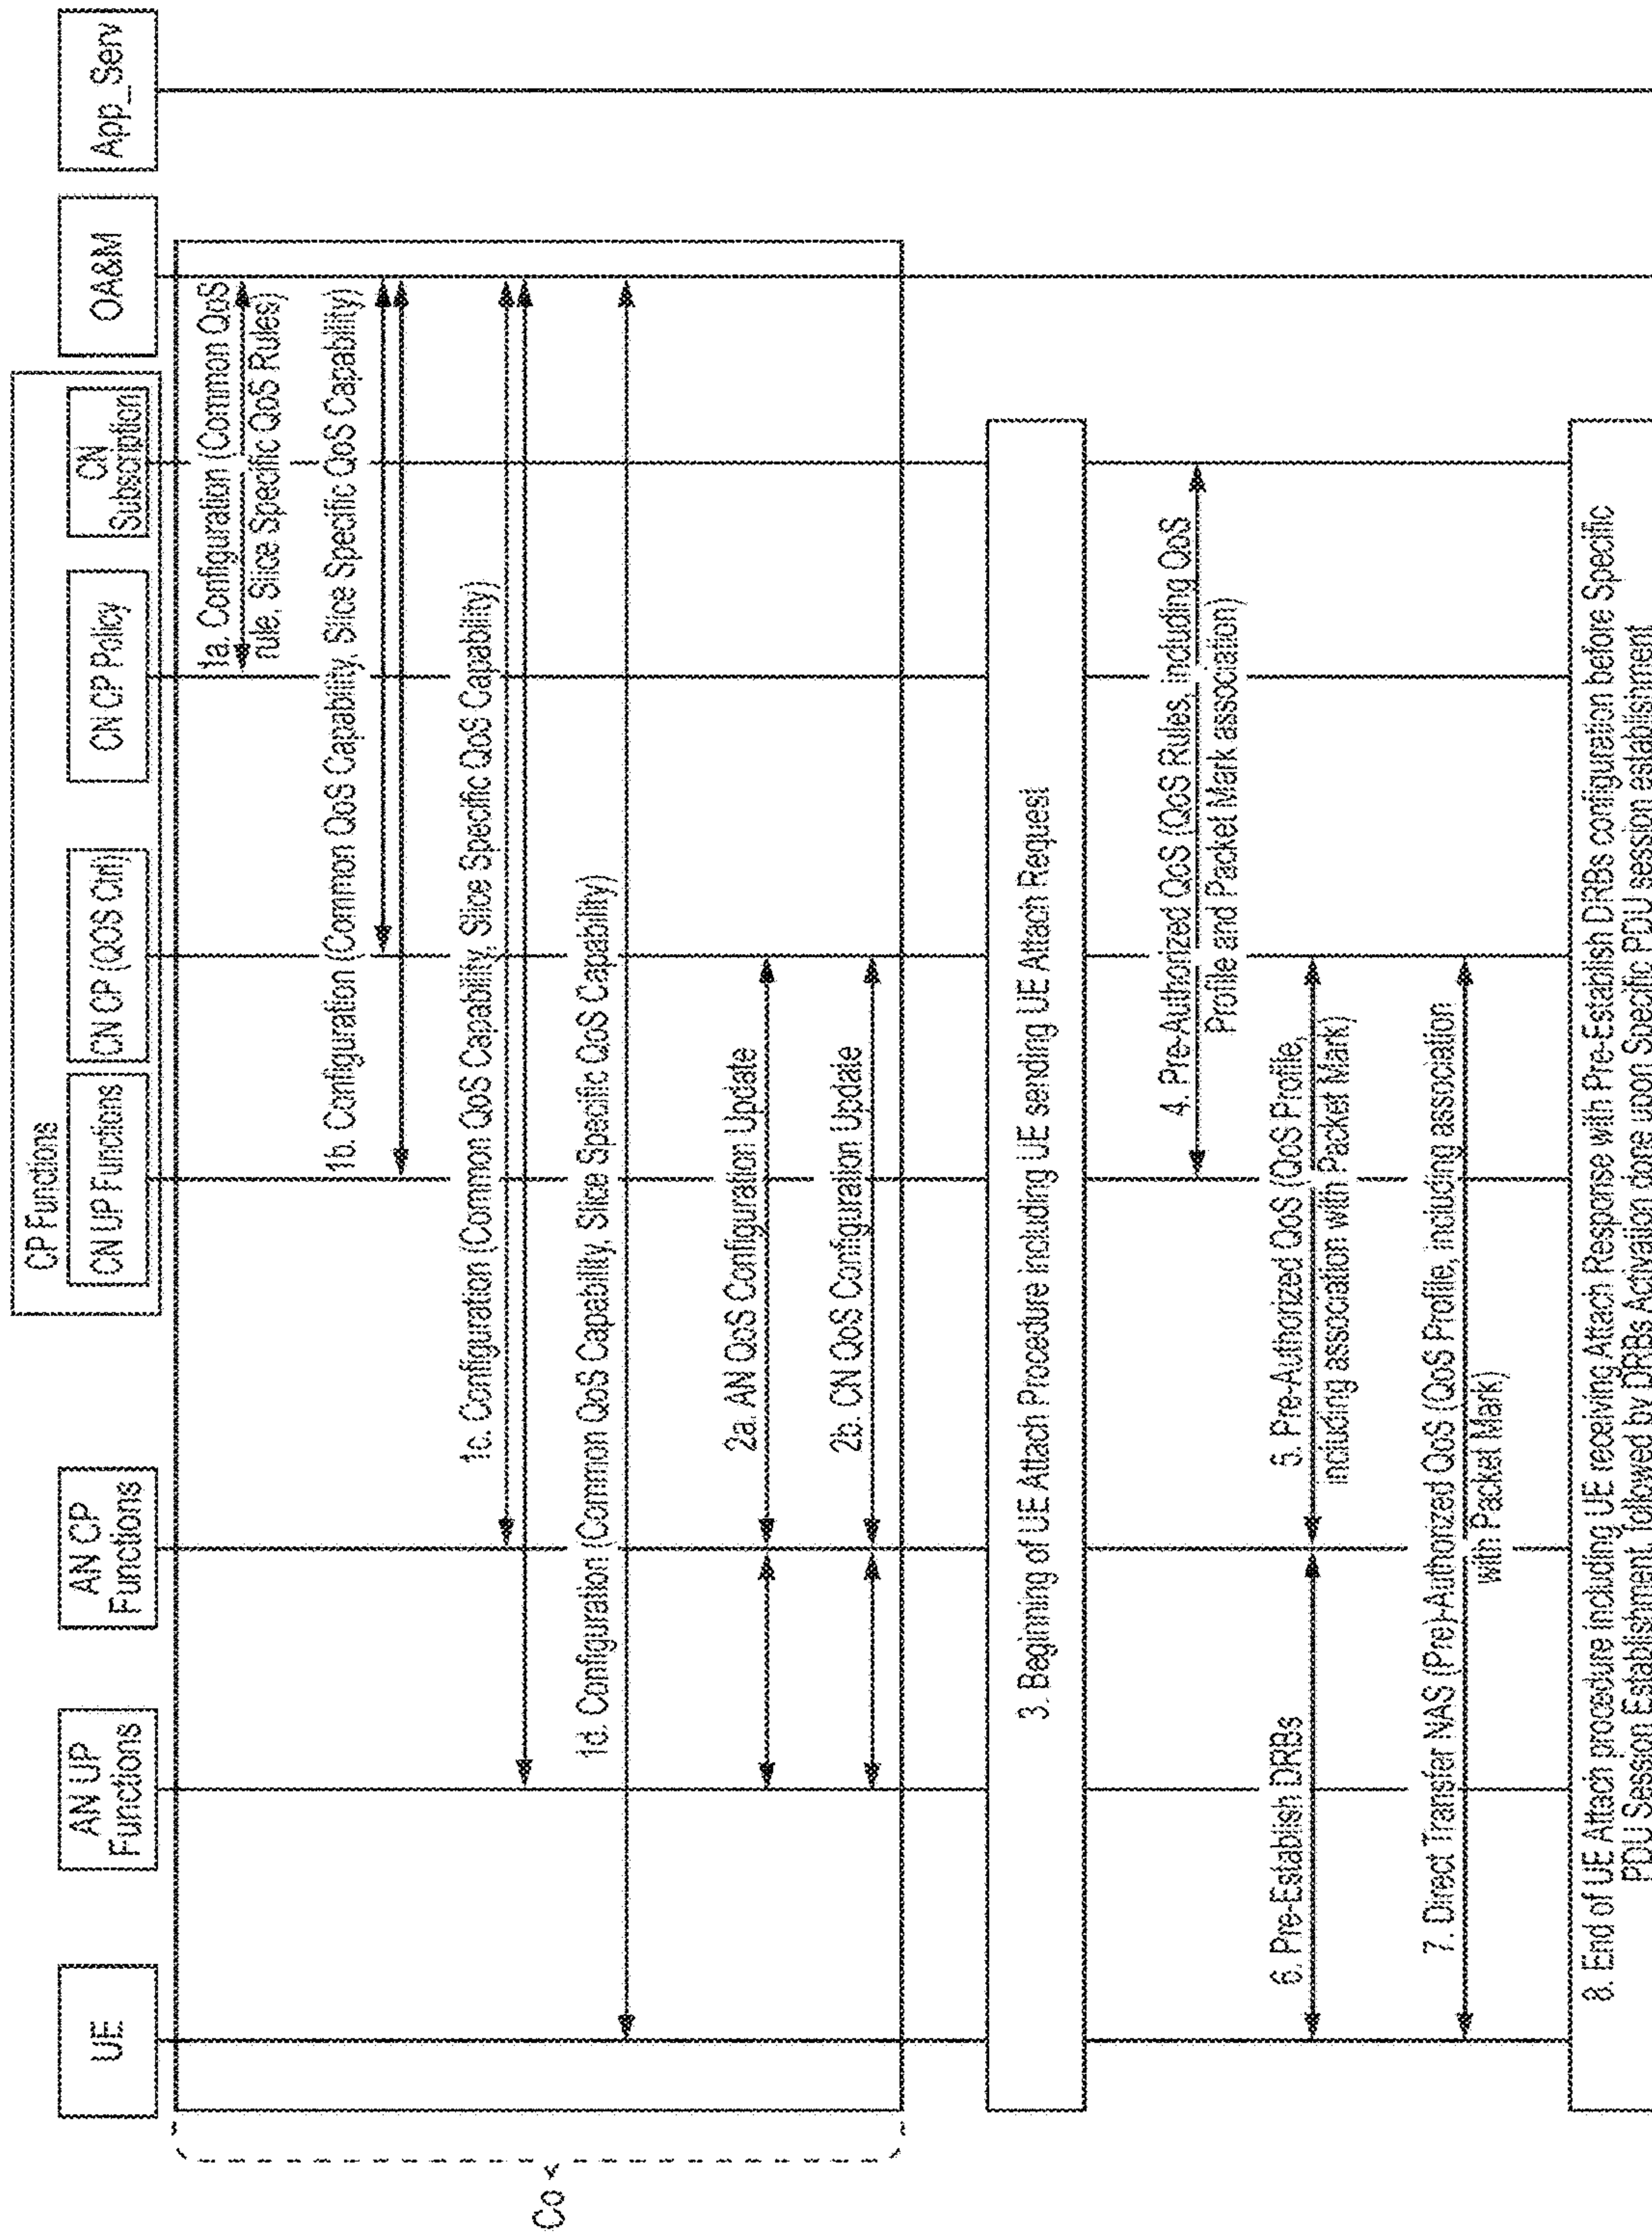 UE
AN UP
Functions
AN CP
Functions
CP Functions
CN UP Functions
CN CP (QOS Ctrl)
CN CP Policy
CN
Subscription
OA&M
App_Serv
1a. Configuration (Common QoS
rule, Slice Specific QoS Rules)
1b. Configuration (Common QoS Capability, Slice Specific QoS Capability)
1c. Configuration (Common QoS Capability, Slice Specific QoS Capability)
1d. Configuration (Common QoS Capability, Slice Specific QoS Capability)
2a. AN QoS Configuration Update
2b. CN QoS Configuration Update
Co
3. Beginning of UE Attach Procedure including UE sending UE Attach Request
4. Pre-Authorized QoS (QoS Rules, including QoS
Profile and Packet Mark association)
5. Pre-Authorized QoS (QoS Profile,
including association with Packet Mark)
6. Pre-Establish DRBs
7. Direct Transfer NAS (Pre)-Authorized QoS (QoS Profile, including association
with Packet Mark)
8. End of UE Attach procedure including UE receiving Attach Response with Pre-Establish DRBs configuration before Specific
PDU Session Establishment, followed by DRBs Activation done upon Specific PDU session establishment